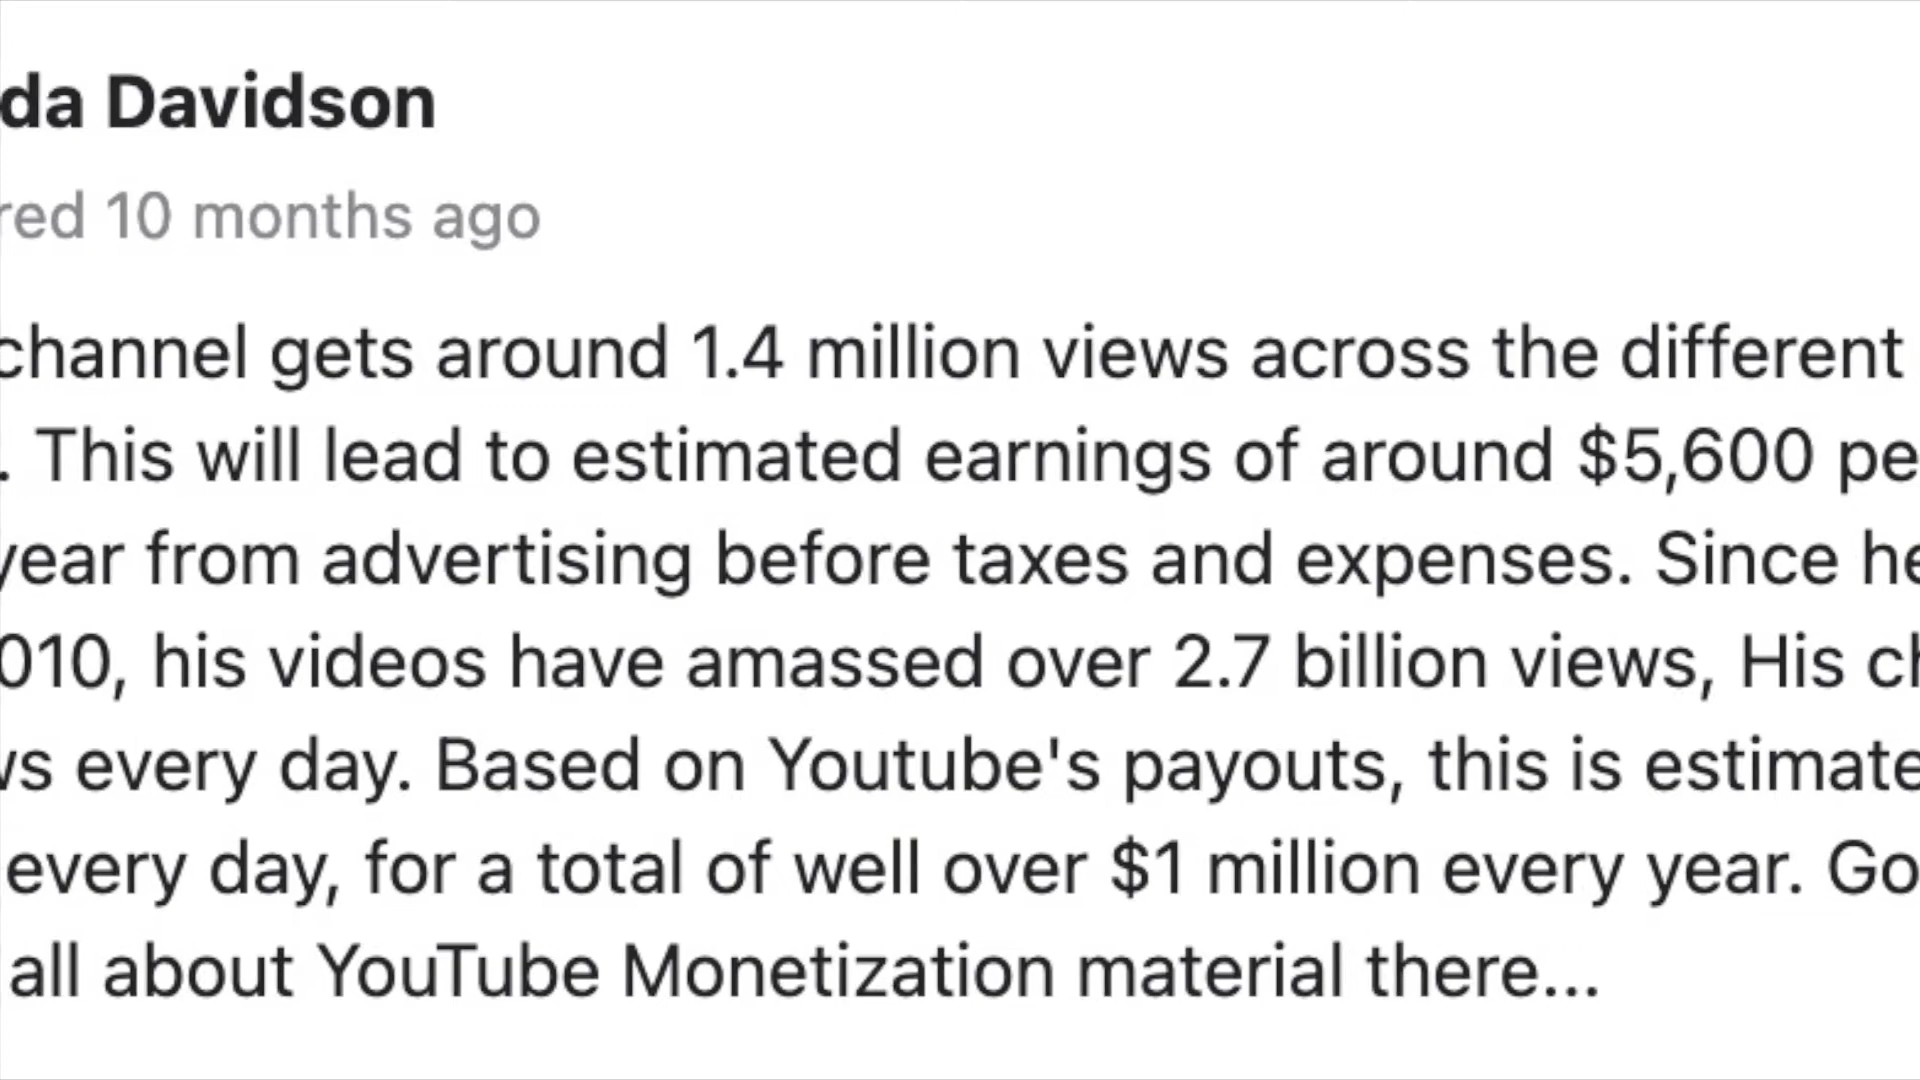 da Davidson
red 10 months ago
channel gets around 1.4 million views across the different
. This will lead to estimated earnings of around $5,600 pe
year from advertising before taxes and expenses. Since he
010, his videos have amassed over 2.7 billion views, His ch
ws every day. Based on Youtube's payouts, this is estimate
every day, for a total of well over $1 million every year. Go
all about YouTube Monetization material there...